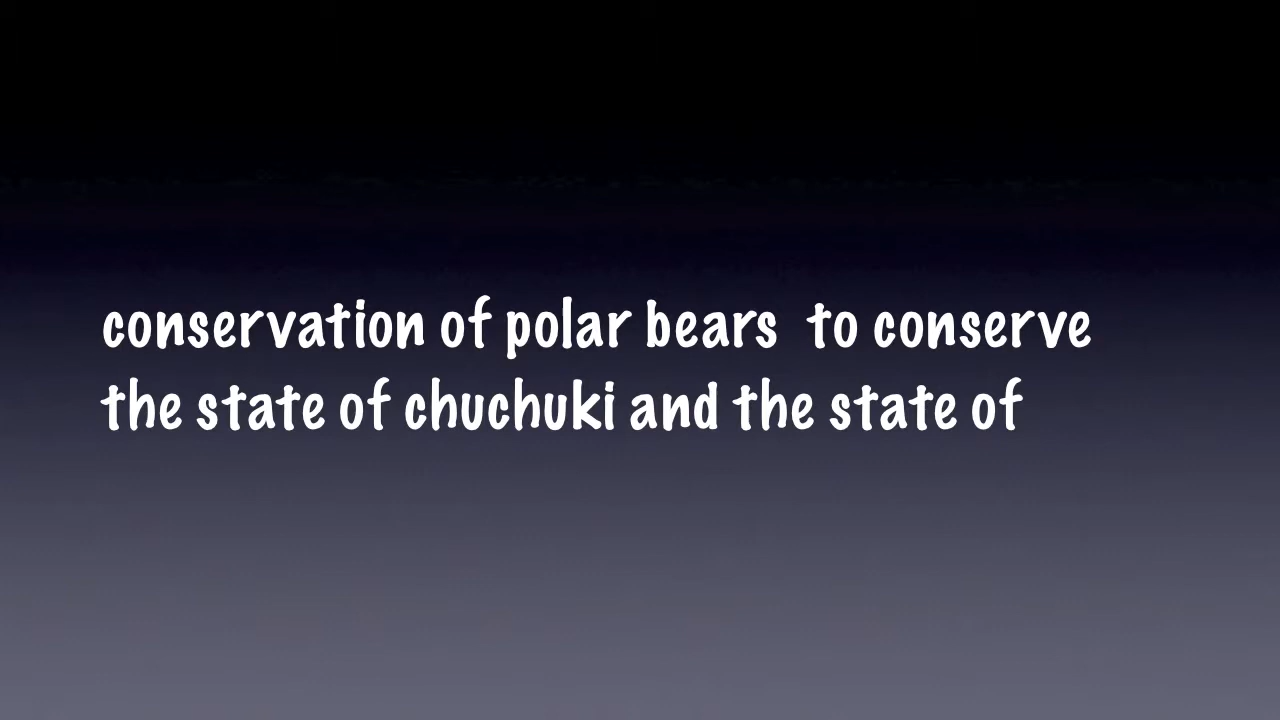 conservation of polar bears  to conserve
the state of chuchuki and the state of